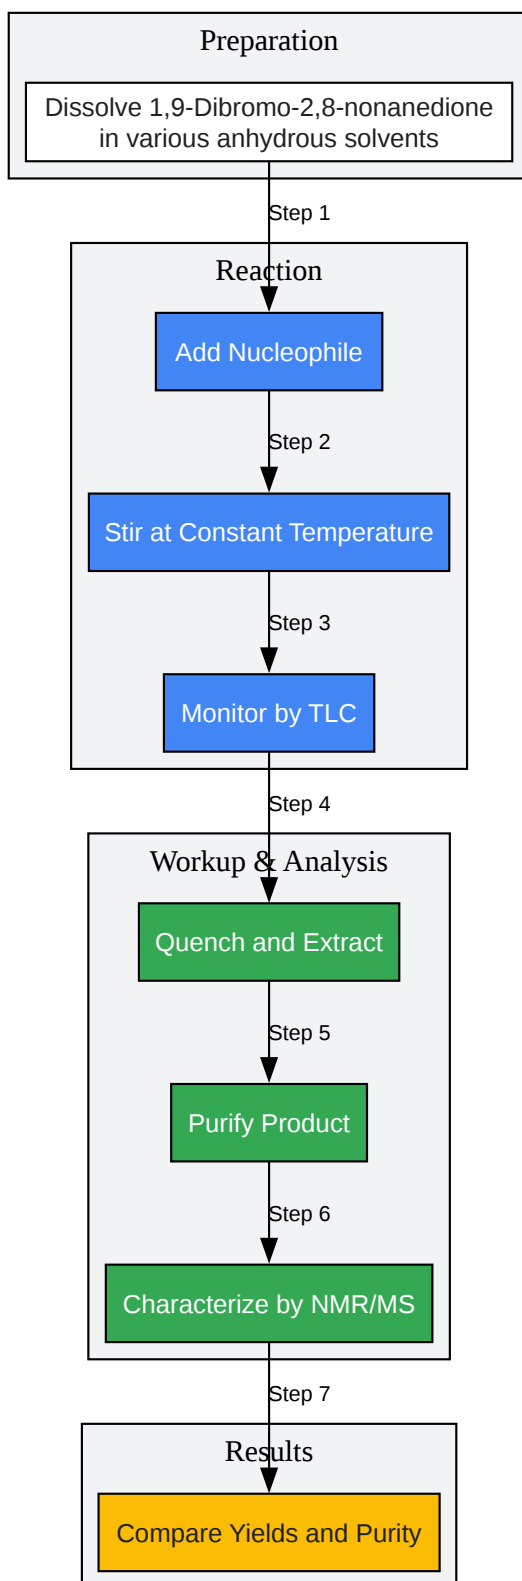 Preparation
Dissolve 1,9-Dibromo-2,8-nonanedione
in various anhydrous solvents
Step 1
Reaction
Add Nucleophile
Step 2
Stir at Constant Temperature
Step 3
Monitor by TLC
Step 4
Workup & Analysis
Quench and Extract
Step 5
Purify Product
Step 6
Characterize by NMR/MS
Step 7
Results
Compare Yields and Purity